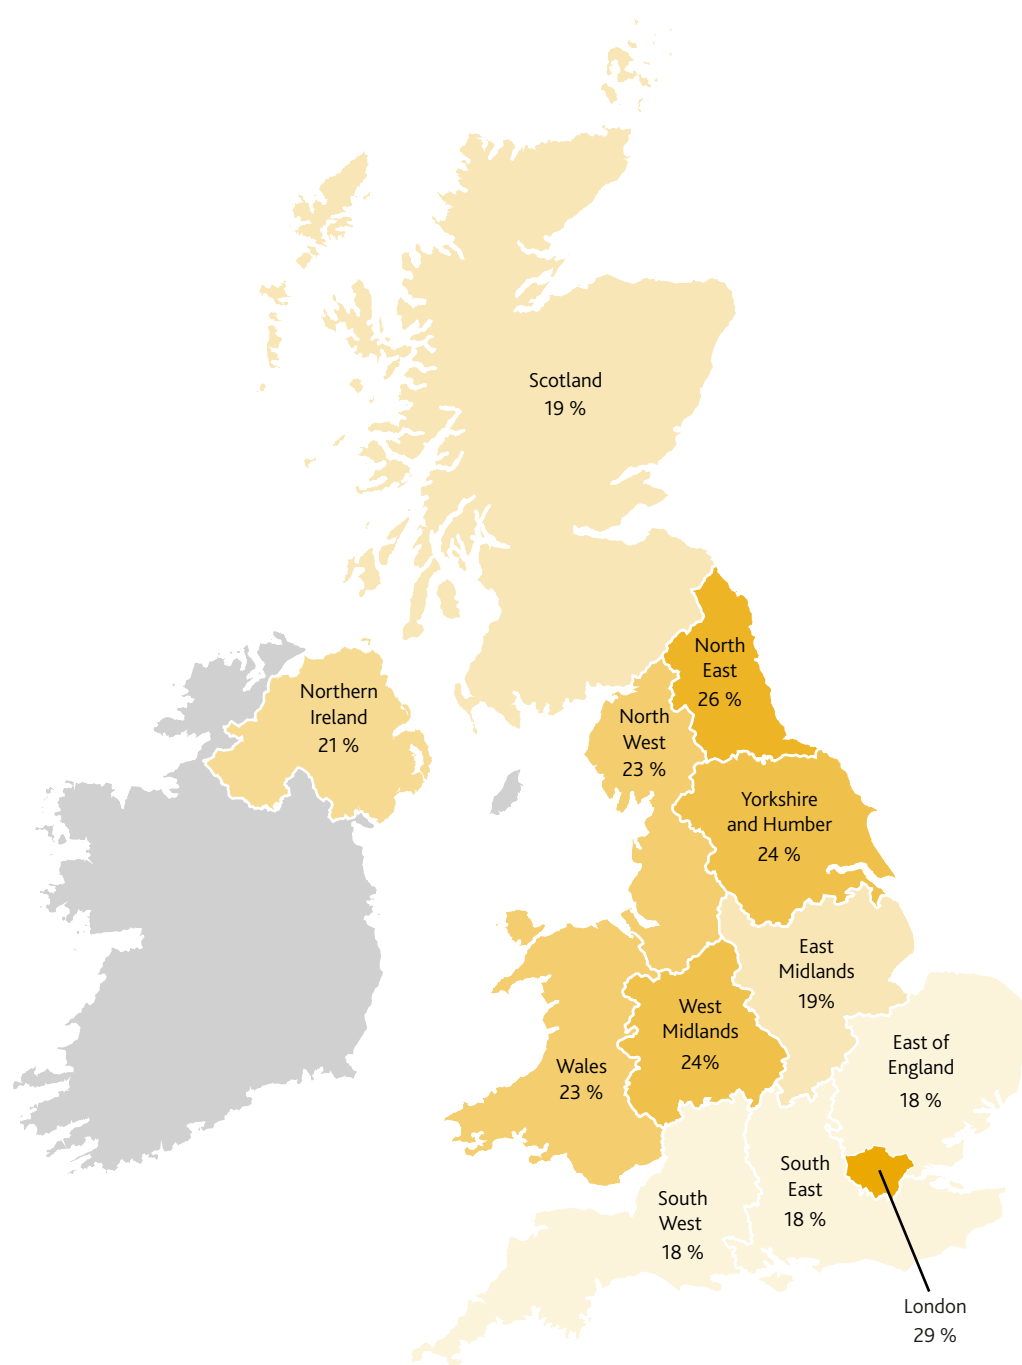 Scotland
19 %
North
East
26 %
Northern
Ireland
21 %
North
West
23 %
Yorkshire
and Humber
24 %
East
Midlands
19%
West
Midlands
24%
East of
England
18 %
Wales
23 %
South
East
18 %
South
West
18 %
London
29 %